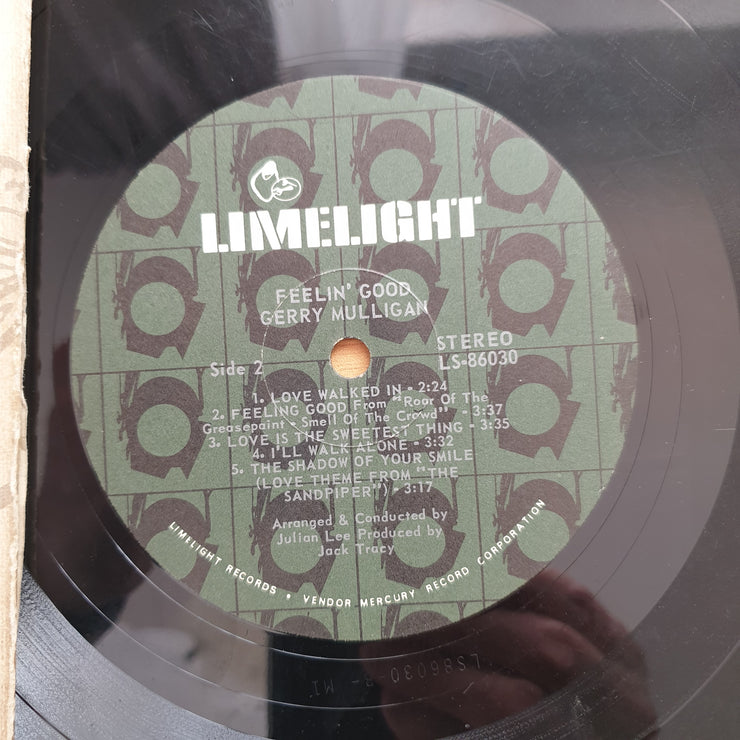 LIMELIGHT
FEELIN' GOOD
GERRY MULLIGAN
STEREO
Side 2
LS-86030
1. LOVE WALKED IN - 2:24
2. FEELING GOOD From "Roar Of The
Greasepaint - Smell Of The Crowd" - 3:37
3. LOVE IS THE SWEETEST THING - 3:35
4. I'LL WALK ALONE - 3:32
5. THE SHADOW OF YOUR SMILE
(LOVE THEME FROM "THE
SANDPIPER") - 3:17
Arranged & Conducted by
Julian Lee Produced by
Jack Tracy
LIMELIGHT RECORDS • VENDOR MERCURY RECORD CORPORATION